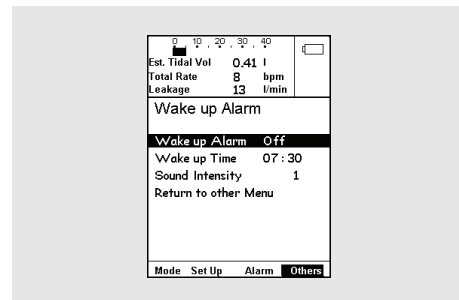 0 10 20 30 40
Est. Tidal Vol 0.41 l
Total Rate 8 bpm
Leakage 13 l/min
Wake up Alarm
Wake up Alarm Off
Wake up Time 07:30
Sound Intensity 1
Return to other Menu
Mode Set Up Alarm Others